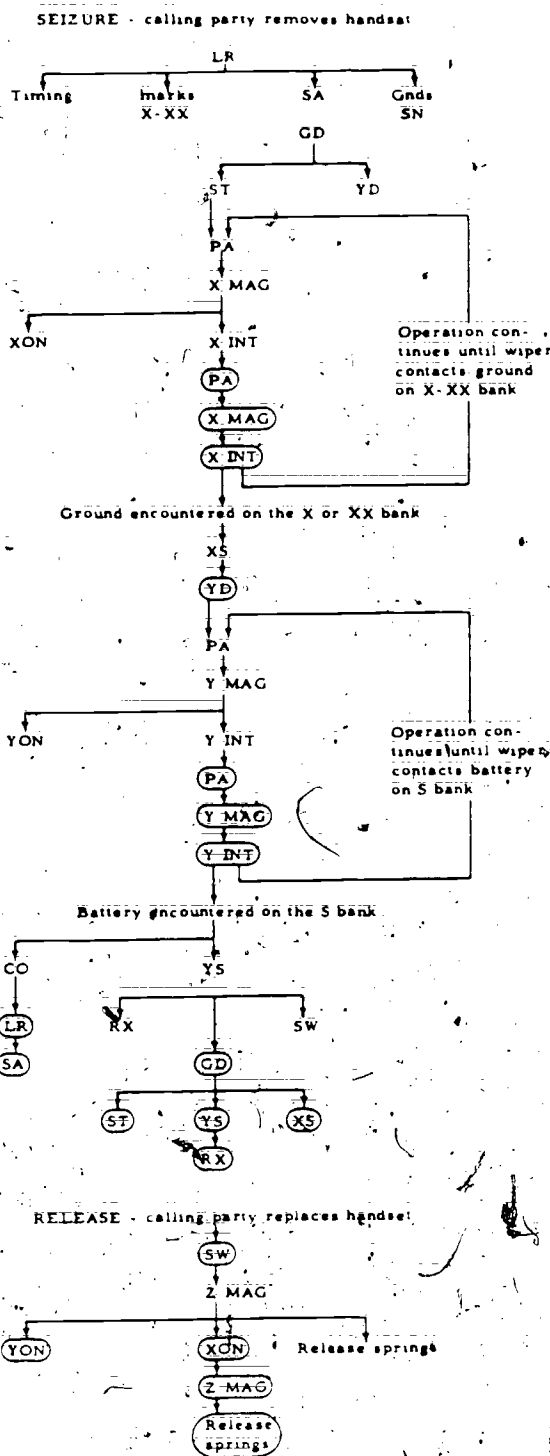 SEIZURE - calling party removes handset
LR
Timing marks SA Gnds
X-XX SN
GD
ST YD
PA
X MAG
XON X INT
Operation con-
tinues until wiper
contacts ground
on X-XX bank
PA
X MAG
X INT
Ground encountered on the X or XX bank
XS
YD
PA
Y MAG
YON Y INT
Operation con-
tinues until wiper
contacts battery
on S bank
PA
Y MAG
Y INT
Battery encountered on the S bank
CO YS
LR RX SW
SA GD
ST YS XS
RX
RELEASE - calling party replaces handset
SW
Z MAG
YON XON Release springs
Z MAG
Release
springs